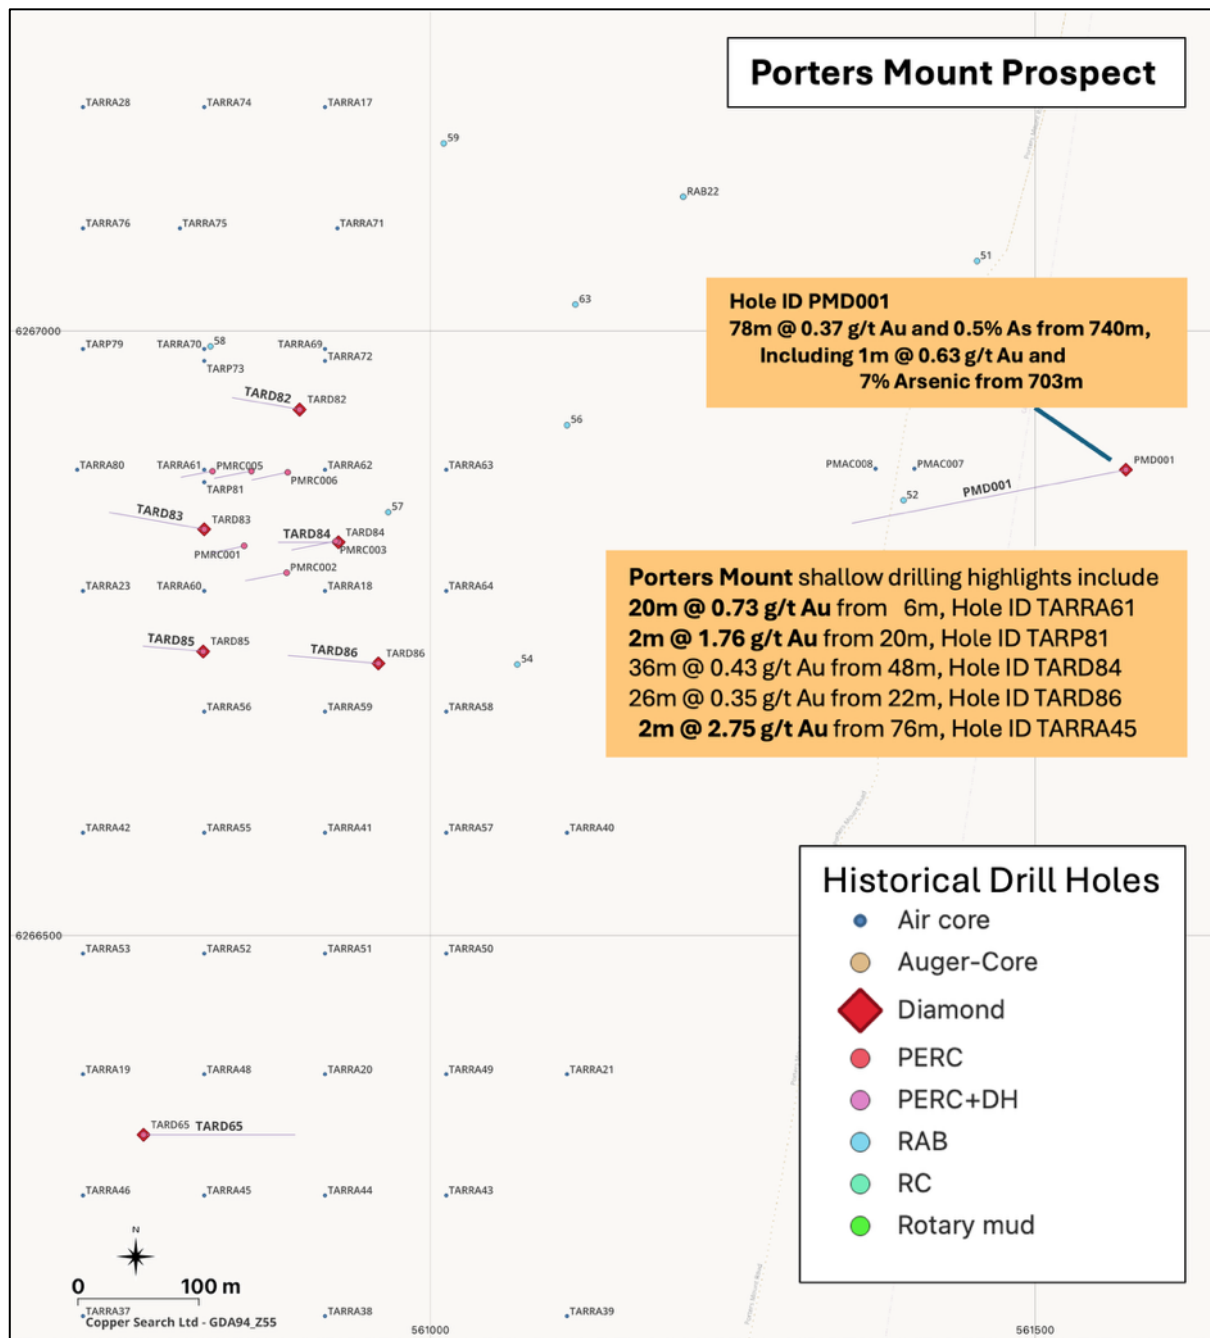 Porters Mount Prospect
TARRA28
TARRA74
TARRA17
59
RAB22
TARRA76
TARRA75
TARRA71
51
Hole ID PMD001
78m @ 0.37 g/t Au and 0.5% As from 740m,
Including 1m @ 0.63 g/t Au and
7% Arsenic from 703m
63
6267000
TARP79
TARRA70
58
TARRA69
TARP73
TARRA72
TARD82
TARD82
56
TARRA80
TARRA61
PMRC005
TARRA62
TARRA63
PMAC008
PMAC007
PMD001
PMRC006
TARP81
PMD001
52
57
TARD83
TARD83
TARD84
TARD84
PMRC001
PMRC003
PMRC002
TARRA23
TARRA60
TARRA18
TARRA64
Porters Mount shallow drilling highlights include
20m @ 0.73 g/t Au from 6m, Hole ID TARRA61
2m @ 1.76 g/t Au from 20m, Hole ID TARP81
36m @ 0.43 g/t Au from 48m, Hole ID TARD84
26m @ 0.35 g/t Au from 22m, Hole ID TARD86
2m @ 2.75 g/t Au from 76m, Hole ID TARRA45
TARD85
TARD85
TARD86
TARD86
54
TARRA56
TARRA59
TARRA58
TARRA42
TARRA55
TARRA41
TARRA57
TARRA40
6266500
TARRA53
TARRA52
TARRA51
TARRA50
TARRA19
TARRA48
TARRA20
TARRA49
TARRA21
TARD65
TARD65
TARRA46
TARRA45
TARRA44
TARRA43
Historical Drill Holes
Air core
Auger-Core
Diamond
PERC
PERC+DH
RAB
RC
Rotary mud
N
0 100 m
TARRA37
TARRA38
TARRA39
Copper Search Ltd - GDA94_Z55
561000
561500
Porters Mount Road